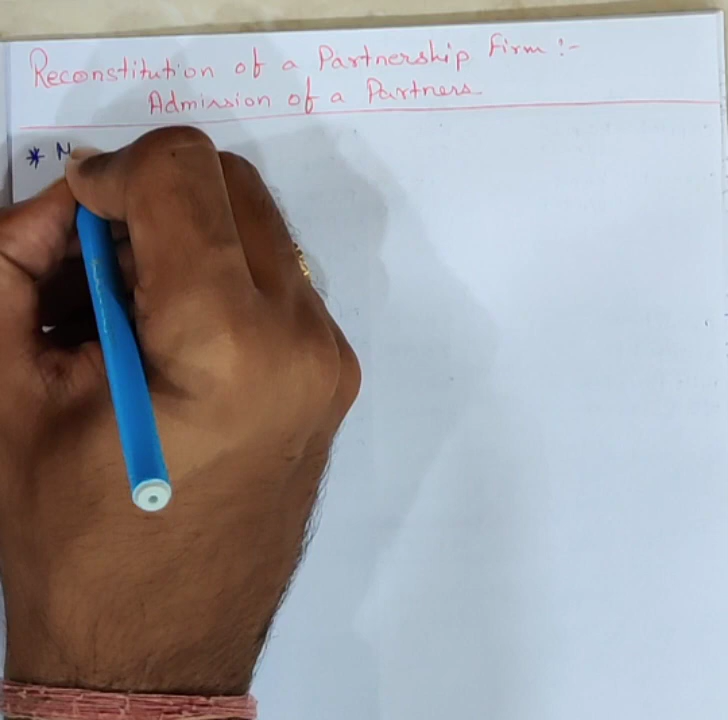 Reconstitution of a Partnership Firm :-
Admission of a Partners
* N